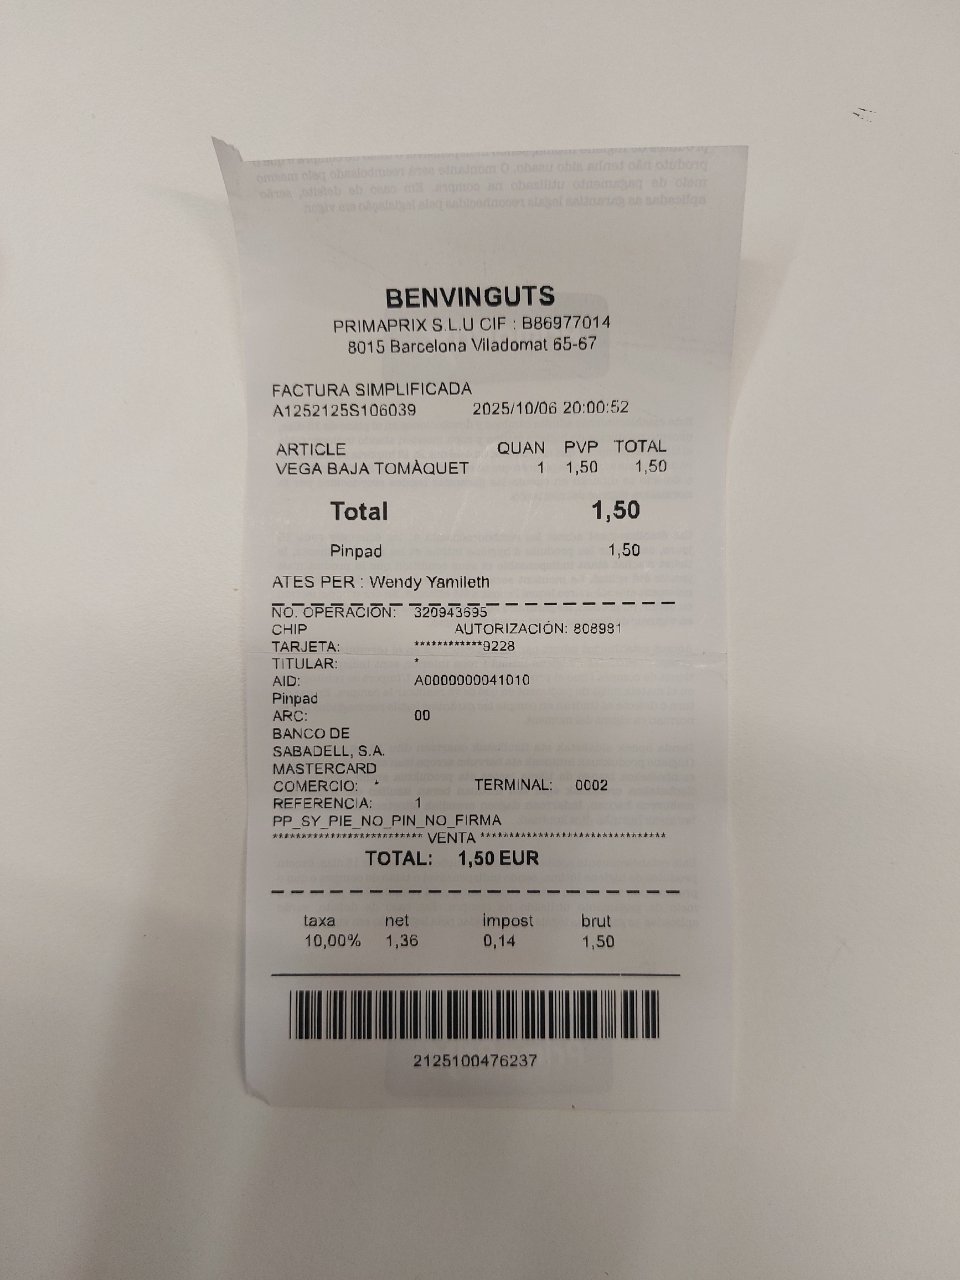 BENVINGUTS
PRIMAPRIX S.L.U CIF : B86977014
8015 Barcelona Viladomat 65-67
FACTURA SIMPLIFICADA
A1252125S106039 2025/10/06 20:00:52
ARTICLE QUAN PVP TOTAL
VEGA BAJA TOMÀQUET 1 1,50 1,50
Total 1,50
Pinpad 1,50
ATES PER : Wendy Yamileth
NO. OPERACIÓN: 320943695
CHIP AUTORIZACIÓN: 808981
TARJETA: ************9228
TITULAR: *
AID: A0000000041010
Pinpad
ARC: 00
BANCO DE
SABADELL, S.A.
MASTERCARD
COMERCIO: * TERMINAL: 0002
REFERENCIA: 1
PP_SY_PIE_NO_PIN_NO_FIRMA
************************** VENTA ********************************
TOTAL: 1,50 EUR
taxa net impost brut
10,00% 1,36 0,14 1,50
2125100476237